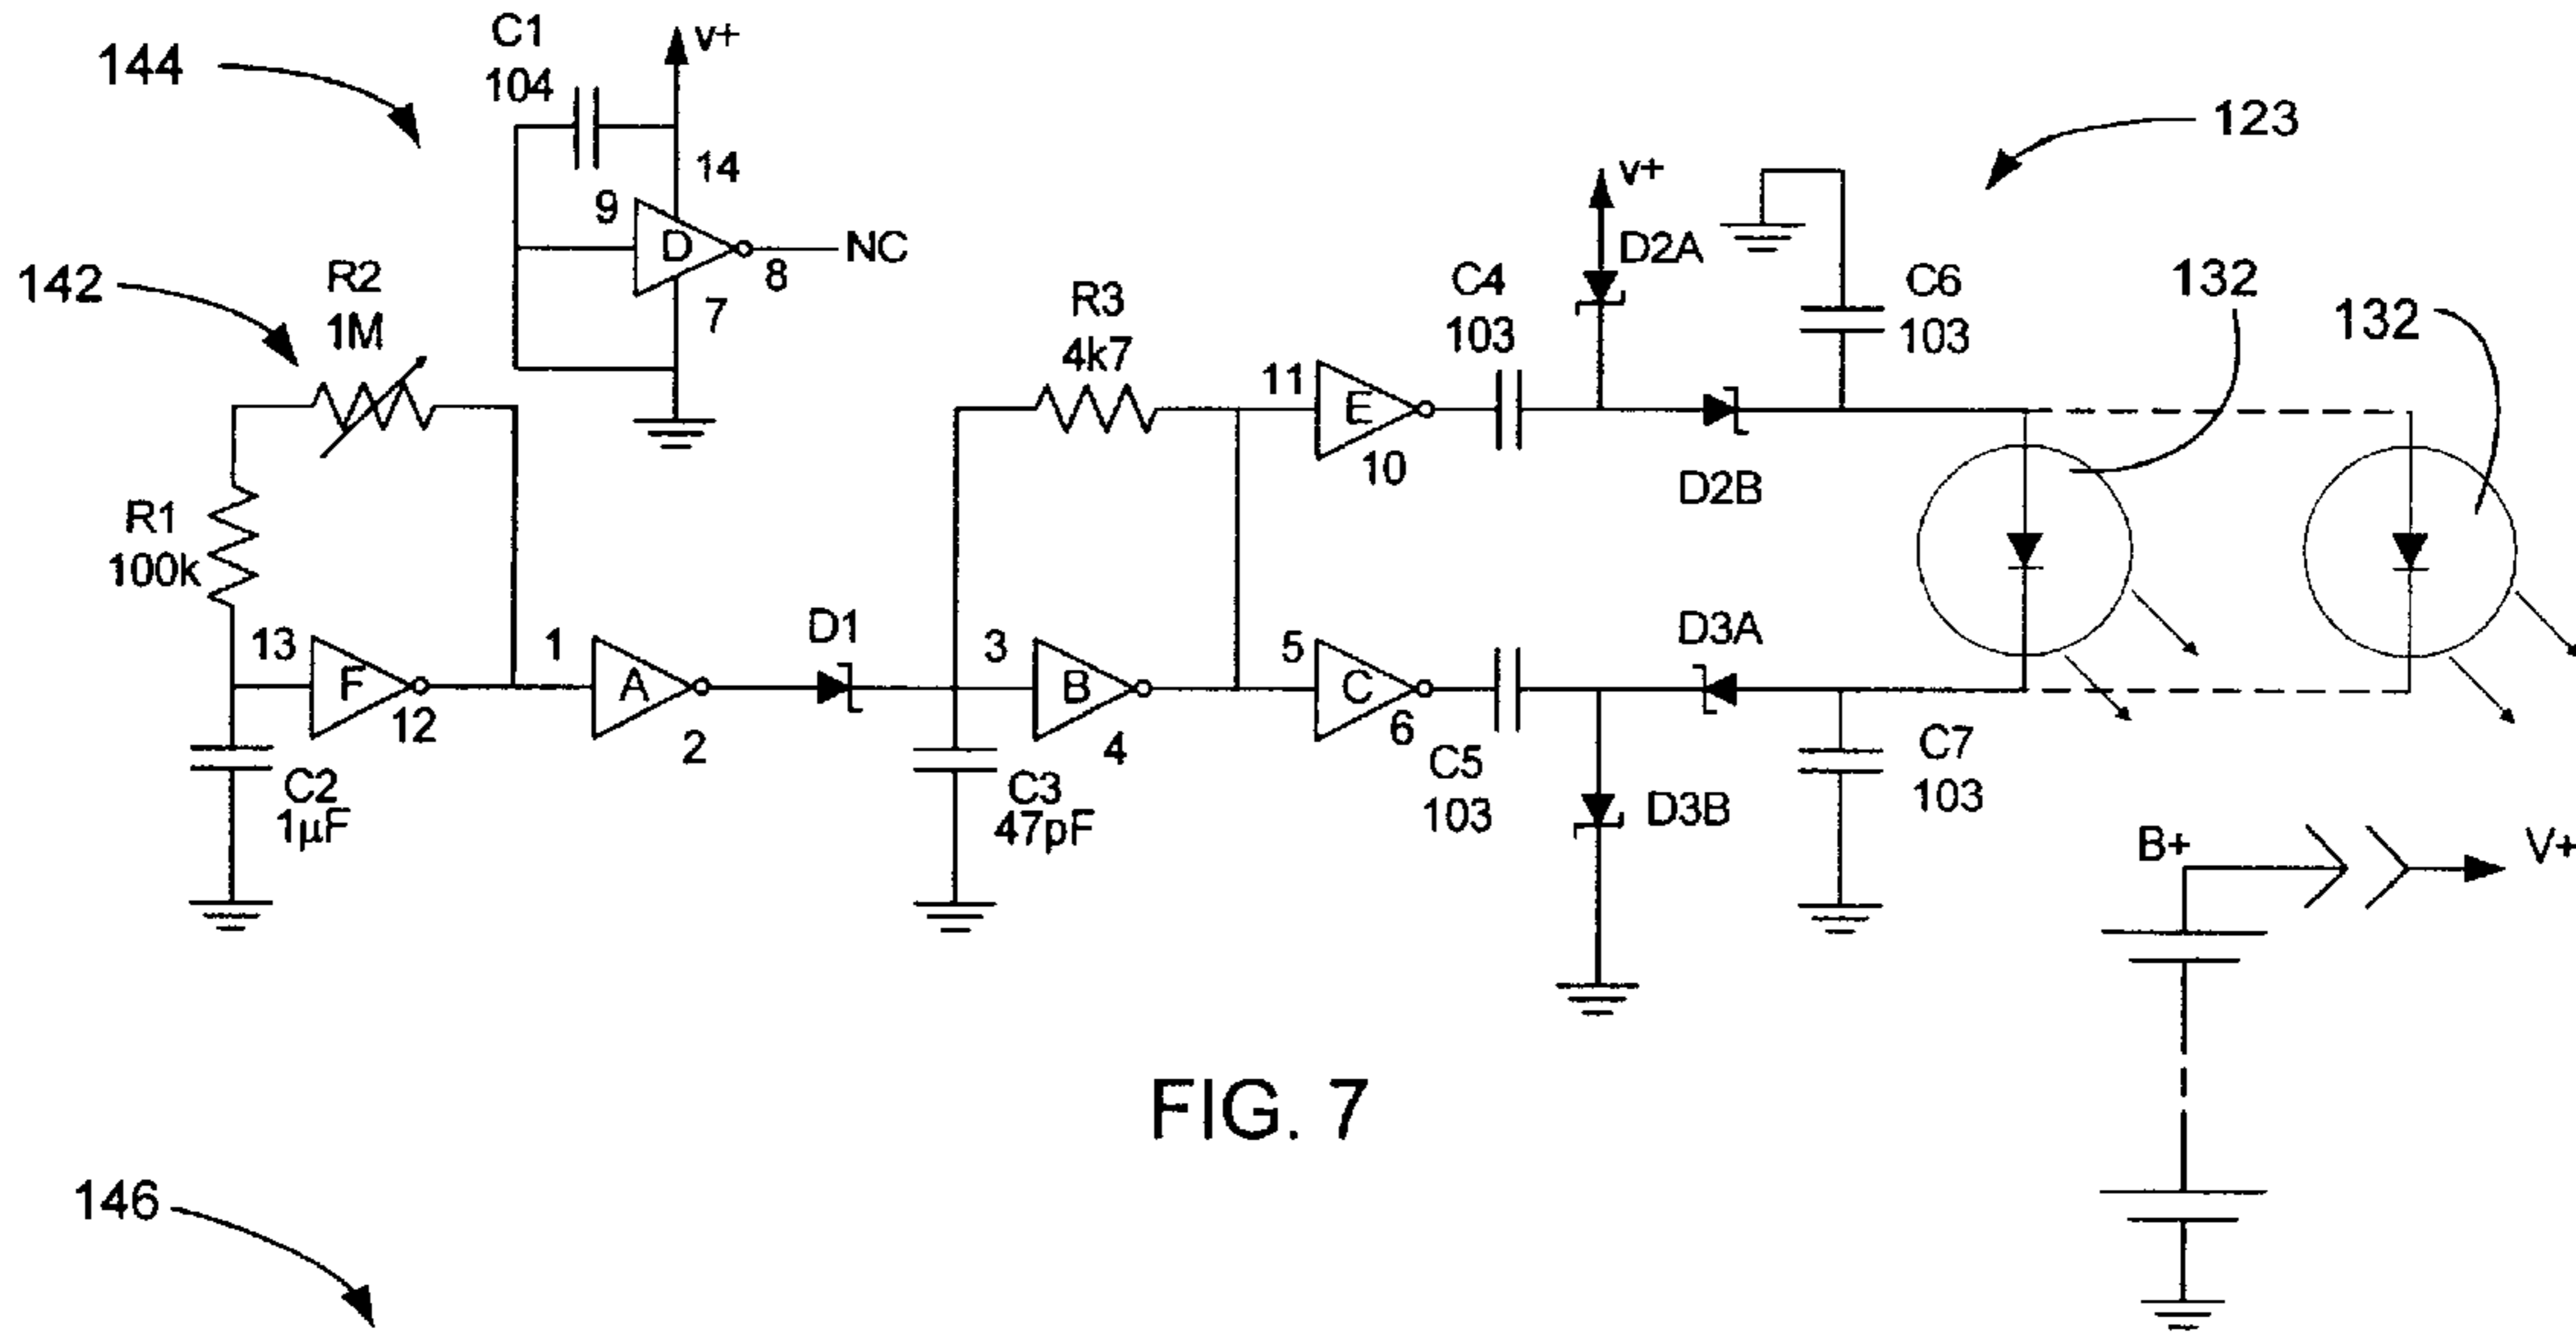 144
C1
104
v+
14
9
D
NC
8
7
142
R2
1M
R1
100k
13
F
12
C2
1µF
1
A
2
D1
R3
4k7
3
B
4
C3
47pF
11
E
10
C4
103
v+
D2A
D2B
C6
103
123
132
132
5
C
6
C5
103
D3A
D3B
C7
103
B+
V+
FIG. 7
146